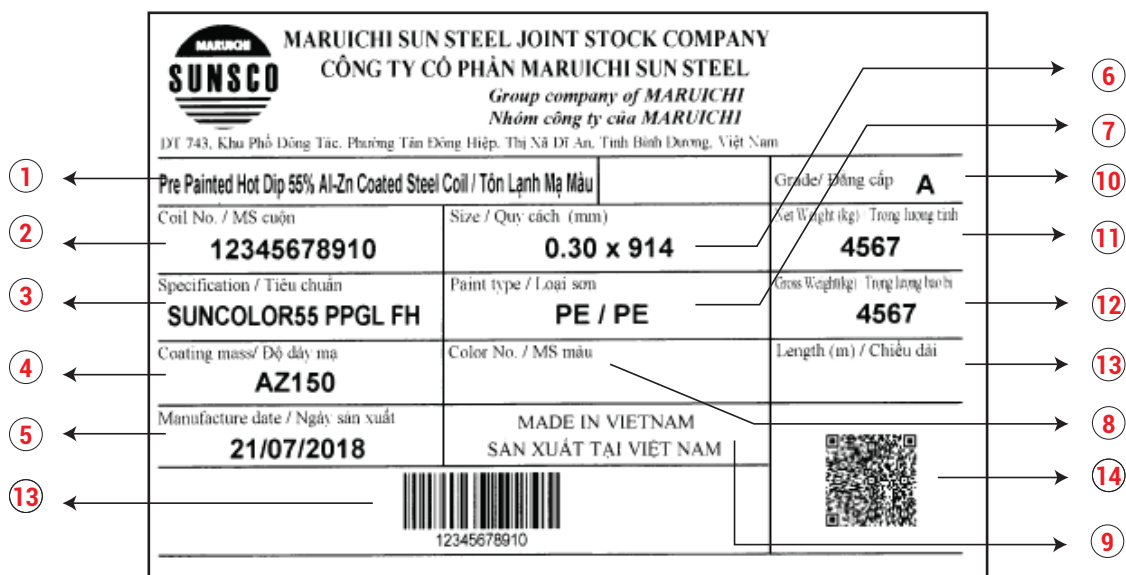 MARUICHI
SUNSCO
MARUICHI SUN STEEL JOINT STOCK COMPANY
CÔNG TY CỔ PHẦN MARUICHI SUN STEEL
Group company of MARUICHI
Nhóm công ty của MARUICHI
DT 743, Khu Phố Đông Tác, Phường Tân Đông Hiệp, Thị Xã Dĩ An, Tỉnh Bình Dương, Việt Nam
1
Pre Painted Hot Dip 55% Al-Zn Coated Steel Coil / Tôn Lạnh Mạ Màu
Grade/ Đẳng cấp A
10
2
Coil No. / MS cuộn
12345678910
Size / Quy cách (mm)
0.30 x 914
6
Net Weight (kg) / Trọng lượng tịnh
4567
11
3
Specification / Tiêu chuẩn
SUNCOLOR55 PPGL FH
Paint type / Loại sơn
PE / PE
7
Gross Weight(kg) / Trọng lượng bao bì
4567
12
4
Coating mass/ Độ dày mạ
AZ150
Color No. / MS màu
8
Length (m) / Chiều dài
13
5
Manufacture date / Ngày sản xuất
21/07/2018
MADE IN VIETNAM
SẢN XUẤT TẠI VIỆT NAM
9
13
12345678910
14